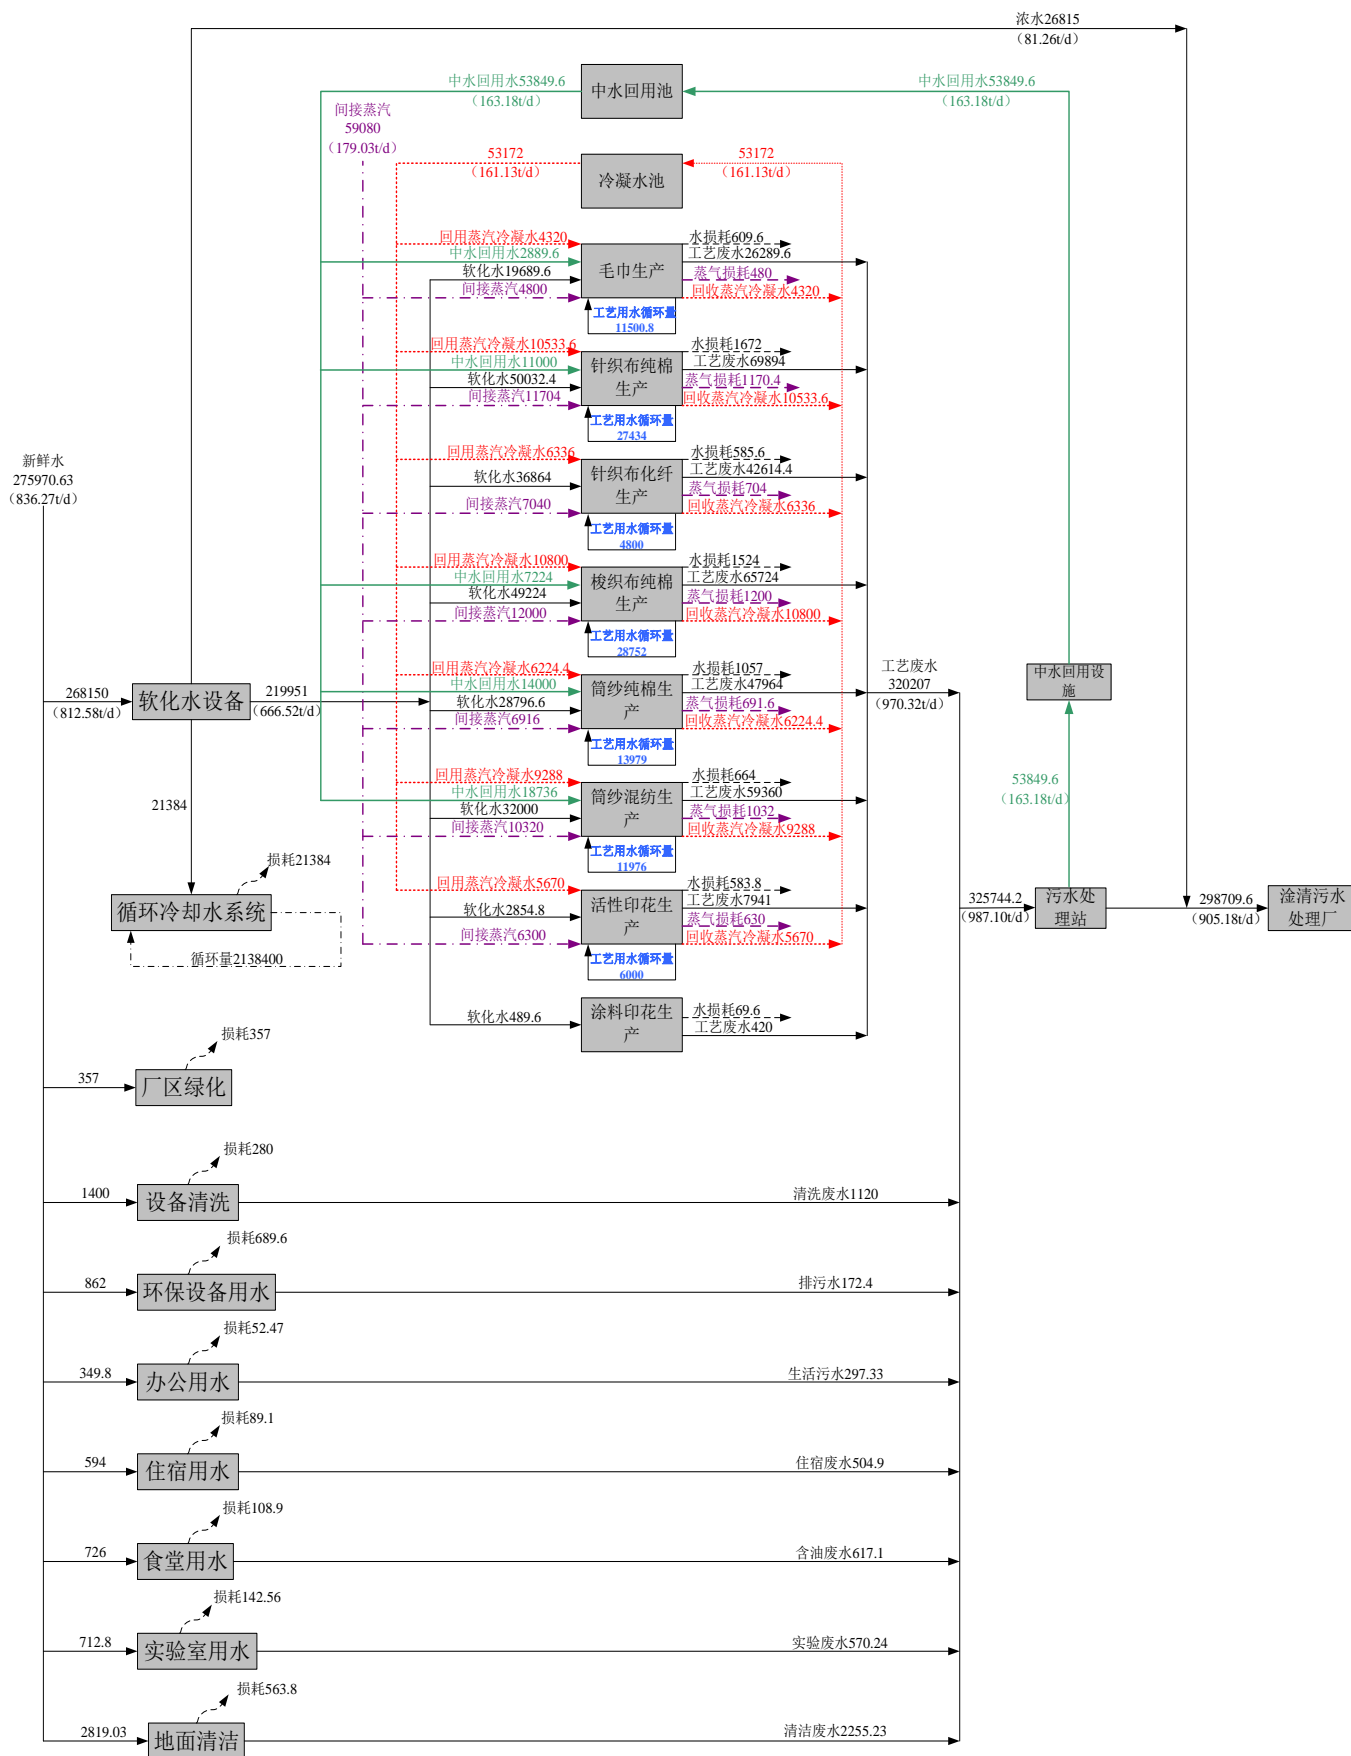 浓水26815
（81.26t/d）
中水回用水53849.6
（163.18t/d）
中水回用池
中水回用水53849.6
（163.18t/d）
间接蒸汽
59080
（179.03t/d）
53172
（161.13t/d）
冷凝水池
53172
（161.13t/d）
回用蒸汽冷凝水4320
中水回用水2889.6
软化水19689.6
间接蒸汽4800
毛巾生产
水损耗609.6
工艺废水26289.6
蒸气损耗480
回收蒸汽冷凝水4320
工艺用水循环量
11500.8
回用蒸汽冷凝水10533.6
中水回用水11000
软化水50032.4
间接蒸汽11704
针织布纯棉
生产
水损耗1672
工艺废水69894
蒸气损耗1170.4
回收蒸汽冷凝水10533.6
工艺用水循环量
27434
回用蒸汽冷凝水6336
软化水36864
间接蒸汽7040
针织布化纤
生产
水损耗585.6
工艺废水42614.4
蒸气损耗704
回收蒸汽冷凝水6336
工艺用水循环量
4800
新鲜水
275970.63
（836.27t/d）
回用蒸汽冷凝水10800
中水回用水7224
软化水49224
间接蒸汽12000
梭织布纯棉
生产
水损耗1524
工艺废水65724
蒸气损耗1200
回收蒸汽冷凝水10800
工艺用水循环量
28752
268150
（812.58t/d）
软化水设备
219951
（666.52t/d）
回用蒸汽冷凝水6224.4
中水回用水14000
软化水28796.6
间接蒸汽6916
筒纱纯棉生
产
水损耗1057
工艺废水47964
蒸气损耗691.6
回收蒸汽冷凝水6224.4
工艺用水循环量
13979
工艺废水
320207
（970.32t/d）
中水回用设
施
53849.6
（163.18t/d）
回用蒸汽冷凝水9288
中水回用水18736
软化水32000
间接蒸汽10320
筒纱混纺生
产
水损耗664
工艺废水59360
蒸气损耗1032
回收蒸汽冷凝水9288
工艺用水循环量
11976
21384
损耗21384
循环冷却水系统
循环量2138400
回用蒸汽冷凝水5670
软化水2854.8
间接蒸汽6300
活性印花生
产
水损耗583.8
工艺废水7941
蒸气损耗630
回收蒸汽冷凝水5670
工艺用水循环量
6000
325744.2
（987.10t/d）
污水处
理站
298709.6
（905.18t/d）
淦清污水
处理厂
软化水489.6
涂料印花生
产
水损耗69.6
工艺废水420
损耗357
357
厂区绿化
损耗280
1400
设备清洗
清洗废水1120
损耗689.6
862
环保设备用水
排污水172.4
损耗52.47
349.8
办公用水
生活污水297.33
损耗89.1
594
住宿用水
住宿废水504.9
损耗108.9
726
食堂用水
含油废水617.1
损耗142.56
712.8
实验室用水
实验废水570.24
损耗563.8
2819.03
地面清洁
清洁废水2255.23